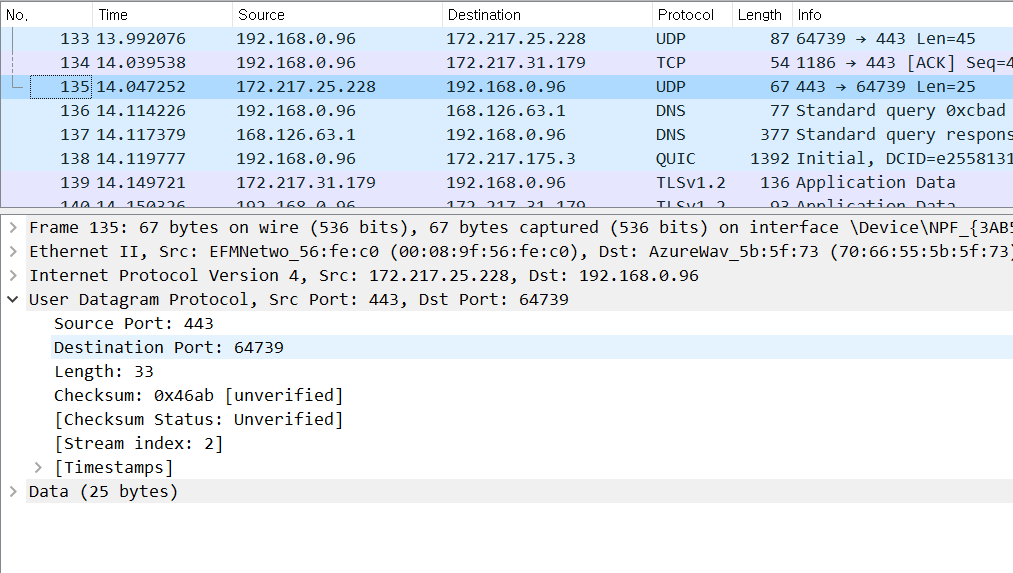 No. Time Source Destination Protocol Length Info
133 13.992076 192.168.0.96 172.217.25.228 UDP 87 64739 → 443 Len=45
134 14.039538 192.168.0.96 172.217.31.179 TCP 54 1186 → 443 [ACK] Seq=4
135 14.047252 172.217.25.228 192.168.0.96 UDP 67 443 → 64739 Len=25
136 14.114226 192.168.0.96 168.126.63.1 DNS 77 Standard query 0xcbad
137 14.117379 168.126.63.1 192.168.0.96 DNS 377 Standard query respons
138 14.119777 192.168.0.96 172.217.175.3 QUIC 1392 Initial, DCID=e2558131
139 14.149721 172.217.31.179 192.168.0.96 TLSv1.2 136 Application Data
140 14.150326 192.168.0.96 172.217.31.179 TLSv1.2 93 Application Data
Frame 135: 67 bytes on wire (536 bits), 67 bytes captured (536 bits) on interface \Device\NPF_{3AB5
Ethernet II, Src: EFMNetwo_56:fe:c0 (00:08:9f:56:fe:c0), Dst: AzureWav_5b:5f:73 (70:66:55:5b:5f:73)
Internet Protocol Version 4, Src: 172.217.25.228, Dst: 192.168.0.96
User Datagram Protocol, Src Port: 443, Dst Port: 64739
Source Port: 443
Destination Port: 64739
Length: 33
Checksum: 0x46ab [unverified]
[Checksum Status: Unverified]
[Stream index: 2]
[Timestamps]
Data (25 bytes)